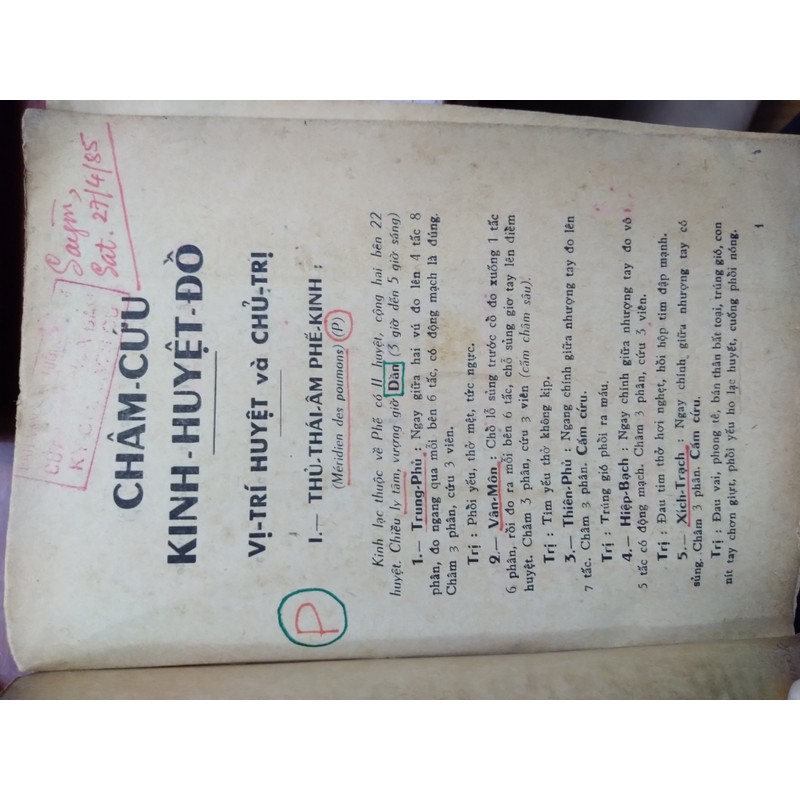 Saigon,
Sat. 27/4/85
CHÂM-CỨU
KINH-HUYỆT-ĐỒ
VỊ-TRÍ HUYỆT và CHỦ-TRỊ
P
I.— THỦ-THÁI-ÂM PHẾ-KINH :
(Méridien des poumons) (P)
Kinh lạc thuộc về Phế có 11 huyệt, cộng hai bên 22
huyệt. Chiều ly tâm, vượng giờ Dần (3 giờ đến 5 giờ sáng)
1.— Trung-Phủ : Ngay giữa hai vú đo lên 4 tấc 8
phân, đo ngang qua mỗi bên 6 tấc, có động mạch là đúng.
Châm 3 phân, cứu 3 viên.
Trị : Phổi yếu, thở mệt, tức ngực.
2.— Vân-Môn : Chỗ lỗ sủng trước cổ đo xuống 1 tấc
6 phân, rồi đo ra mỗi bên 6 tấc, chỗ sủng giơ tay lên điềm
huyệt. Châm 3 phân, cứu 3 viên (cấm châm sâu).
Trị : Tim yếu thở không kịp.
3.— Thiên-Phủ : Ngang chính giữa nhượng tay đo lên
7 tấc. Châm 3 phân. Cấm cứu.
Trị : Trúng gió phổi ra máu.
4.— Hiệp-Bạch : Ngay chính giữa nhượng tay đo vô
5 tấc có động mạch. Châm 3 phân, cứu 3 viên.
Trị : Đau tim thở hơi nghẹt, hồi hộp tim đập mạnh.
5.— Xích-Trạch : Ngay chính giữa nhượng tay có
sủng. Châm 3 phân. Cấm cứu.
Trị : Đau vai, phong tê, bán thân bất toại, trúng gió, con
nít tay chơn giựt, phổi yếu ho lạc huyết, cuống phổi nóng.
1